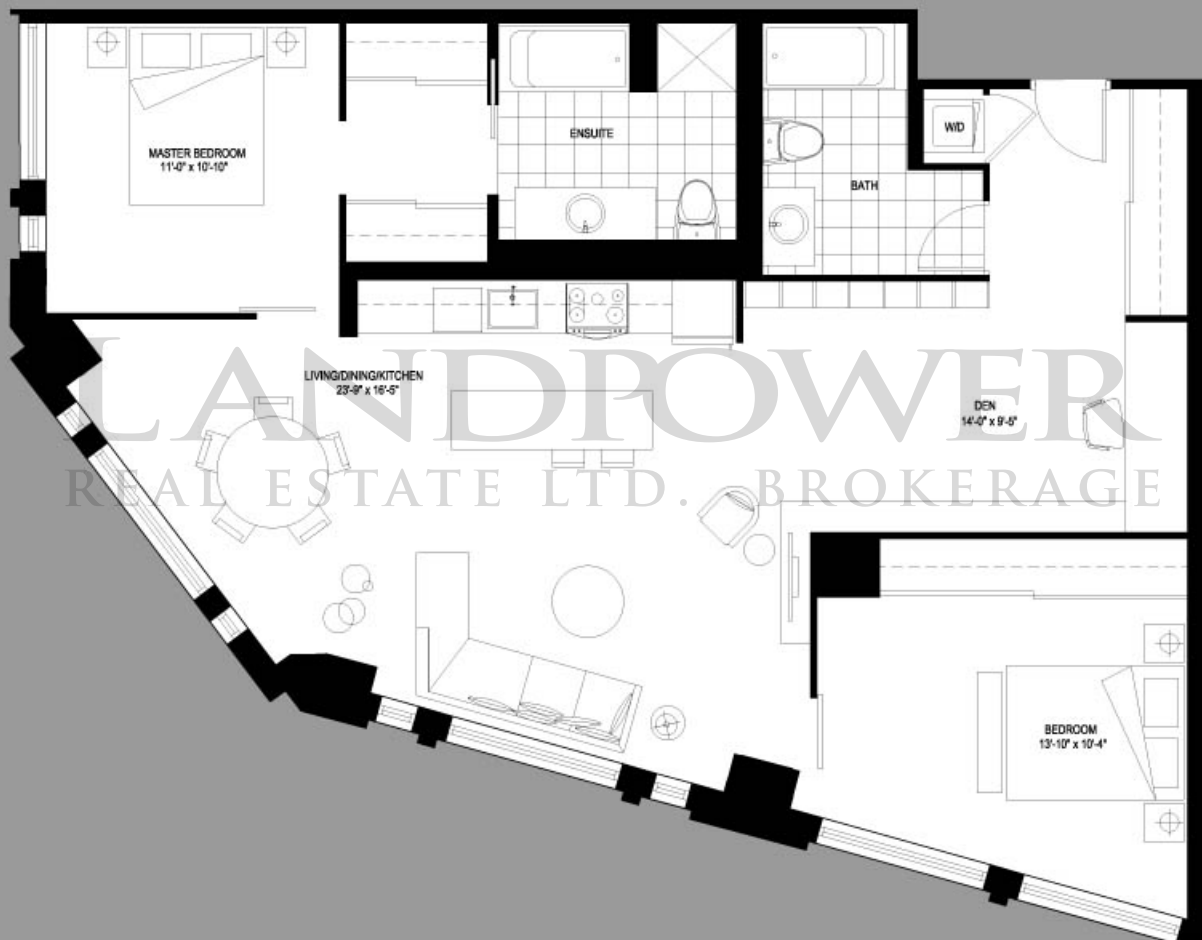 MASTER BEDROOM
11'-0" x 10'-10"
ENSUITE
BATH
W/D
LIVING/DINING/KITCHEN
23'-9" x 16'-5"
DEN
14'-0" x 9'-5"
BEDROOM
13'-10" x 10'-4"
LANDPOWER
REAL ESTATE LTD. BROKERAGE